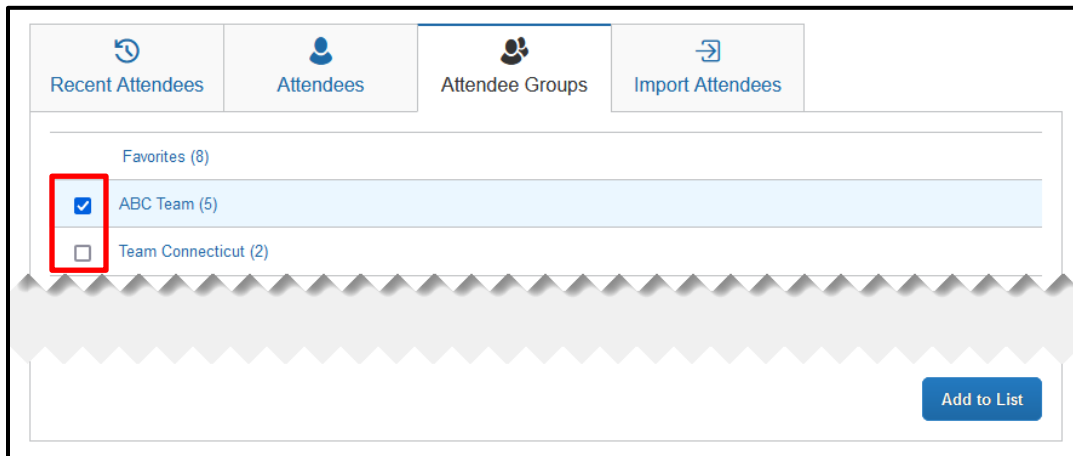 Recent Attendees
Attendees
Attendee Groups
Import Attendees
Favorites (8)
ABC Team (5)
Team Connecticut (2)
Add to List